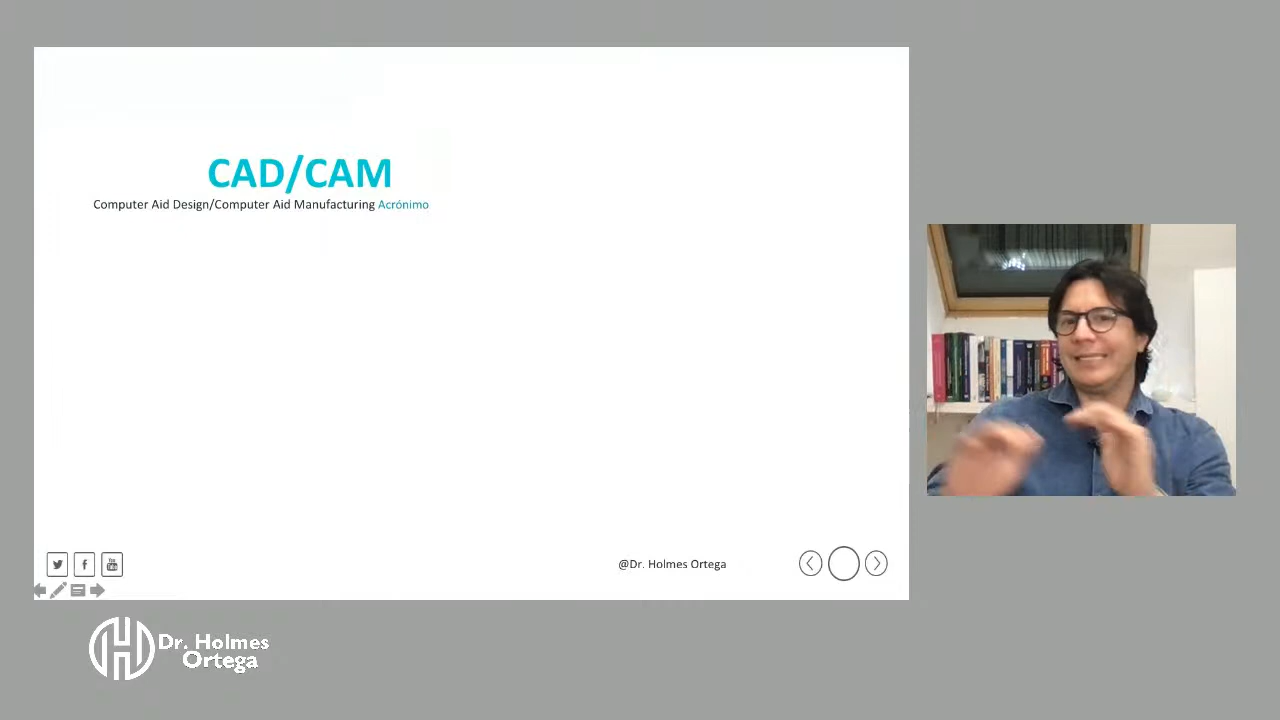 CAD/CAM
Computer Aid Design/Computer Aid Manufacturing Acrónimo
@Dr. Holmes Ortega
Dr. Holmes
Ortega